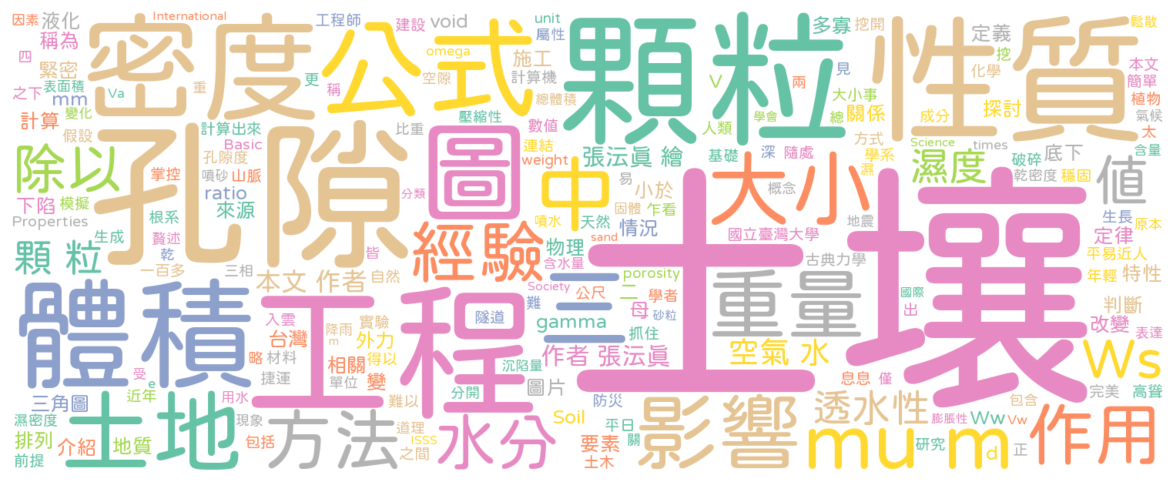 因素 液化 International 工程師 建設 void unit 多寡 挖開 定義 鬆散
四 稱為 密度 公式 omega 屬性 顆粒 性質 挖 本文
緊密 重 更 空隙 施工 計算機 V 兩 見 化學 簡單
之下 表面積 Va 稱 總體積 大小事 探討 植物
mm 變化 壓縮性 數值 人類 學會 總 關係 成分 氣候
計算 假設 計算出來 比重 連結 方式 Science times 太 含量
Basic 孔隙 圖 weight 張沄眞 繪 基礎 深 隨處 學系 破碎 底下
除以 孔隙度 中 易 大小 濕 濕度 乾密度 穩固 值
掌控 噴砂 山脈 分類 小於 概念
下陷 模擬 ratio 固體 土壤 生長 原本
Properties 根系 來源 噴水 天然 乍看 情況 地震 定律
生成 贅述 皆 經驗 sand 國立臺灣大學 平易近人
顆 粒 乾 物理 含水量 重量 古典力學 年輕 特性
一百多 三相 本文 作者 自然 三 二 porosity 國際
體積 工程 Society 公尺 難 母 學者 砂粒 出 判斷
入雲 降雨 m 實驗 隧道 gamma 抓住 改變 表達
台灣 外力 空氣 水 Ws
略 材料 相關 得以 沉陷量 作者 張沄眞 息息 僅
受 e 捷運 單位 變 分開 圖片 完美 高聳
三角圖 近年 用水 難以 防災 影響 透水性 膨脹性 包含
濕密度 土地 現象 方法 道理 水分 Soil 平日 Ww Vw 作用
排列 介紹 地質 包括 ISSS 要素 關 mu m 研究 d 正
前提 之間 土木